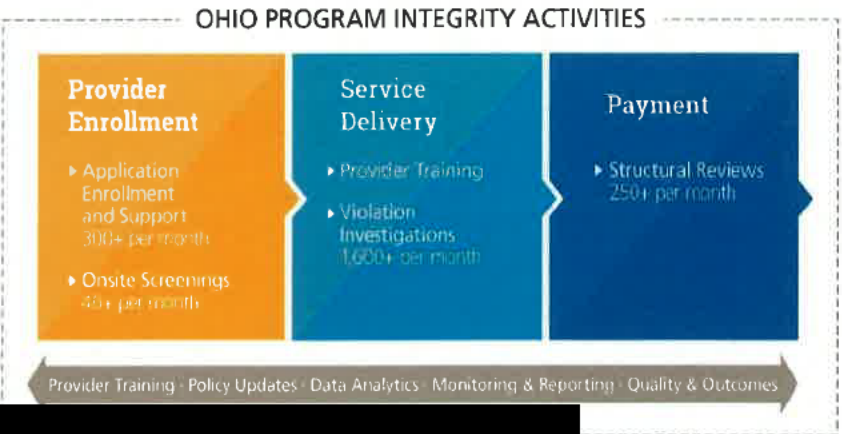 OHIO PROGRAM INTEGRITY ACTIVITIES
Provider
Enrollment
▸ Application
Enrollment
and Support
300+ per month
▸ Onsite Screenings
per month
Service
Delivery
▸ Provider Training
▸ Violation
Investigations
1,600+ per month
Payment
▸ Structural Reviews
250+ per month
Provider Training · Policy Updates · Data Analytics · Monitoring & Reporting · Quality & Outcomes